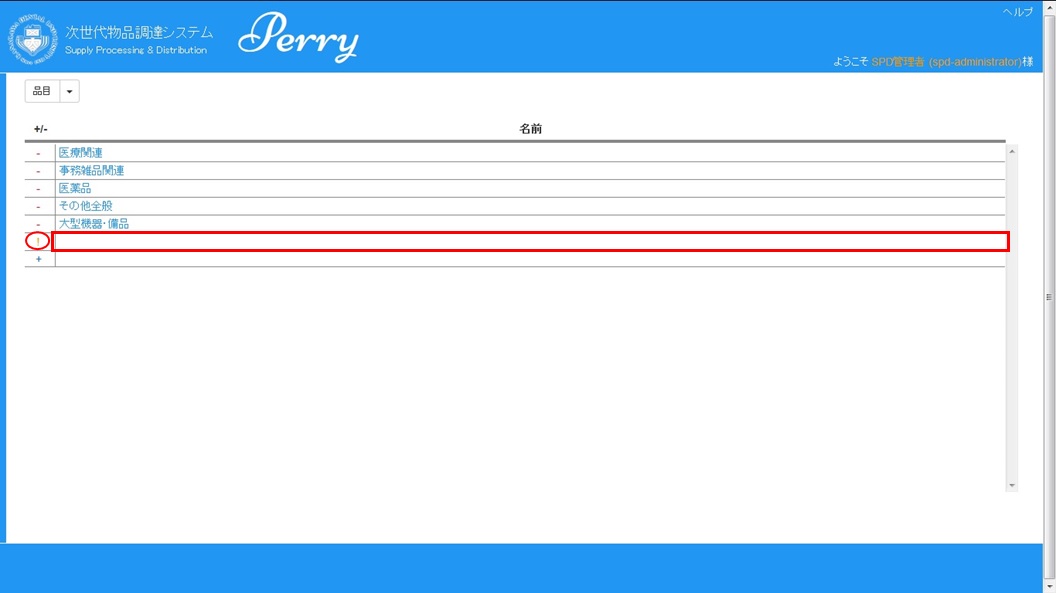 ヘルプ
次世代物品調達システム
Supply Processing & Distribution
Perry
ようこそ SPD管理者 (spd-administrator)様
品目
+/- 名前
- 医療関連
- 事務雑品関連
- 医薬品
- その他全般
- 大型機器・備品
!
+